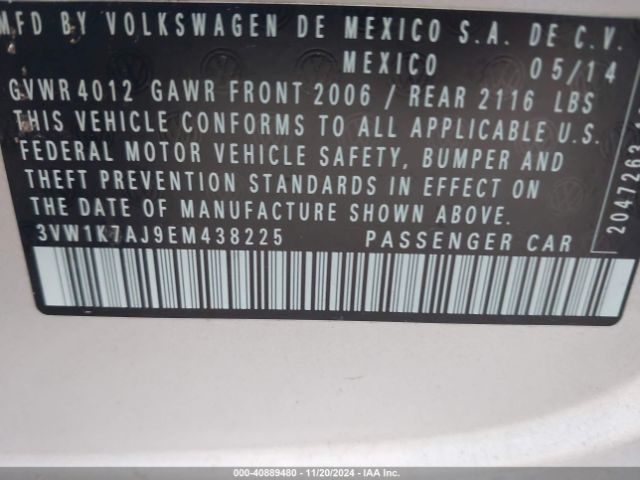 MFD BY VOLKSWAGEN DE MEXICO S.A. DE C.V.
MEXICO 05/14
GVWR 4012 GAWR FRONT 2006 / REAR 2116 LBS
THIS VEHICLE CONFORMS TO ALL APPLICABLE U.S.
FEDERAL MOTOR VEHICLE SAFETY, BUMPER AND
THEFT PREVENTION STANDARDS IN EFFECT ON
THE DATE OF MANUFACTURE SHOWN ABOVE.
3VW1K7AJ9EM438225 PASSENGER CAR
2047283
000-40889480 - 11/20/2024 - IAA Inc.